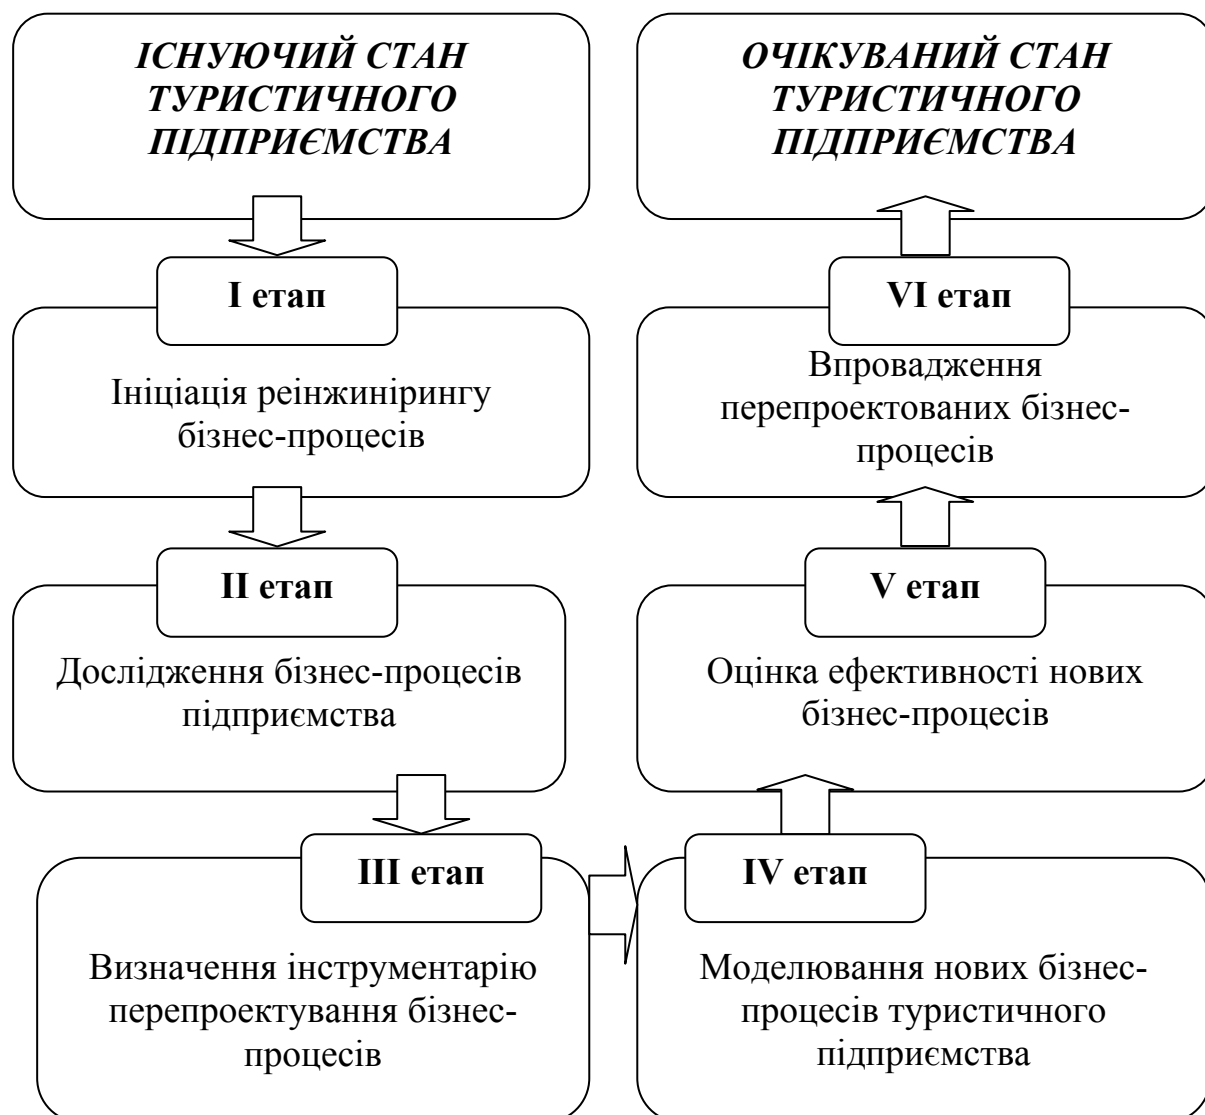 ІСНУЮЧИЙ СТАН
ТУРИСТИЧНОГО
ПІДПРИЄМСТВА
І етап
Ініціація реінжинірингу
бізнес-процесів
ІІ етап
Дослідження бізнес-процесів
підприємства
ІІІ етап
Визначення інструментарію
перепроектування бізнес-
процесів
ІV етап
Моделювання нових бізнес-
процесів туристичного
підприємства
V етап
Оцінка ефективності нових
бізнес-процесів
VІ етап
Впровадження
перепроектованих бізнес-
процесів
ОЧІКУВАНИЙ СТАН
ТУРИСТИЧНОГО
ПІДПРИЄМСТВА